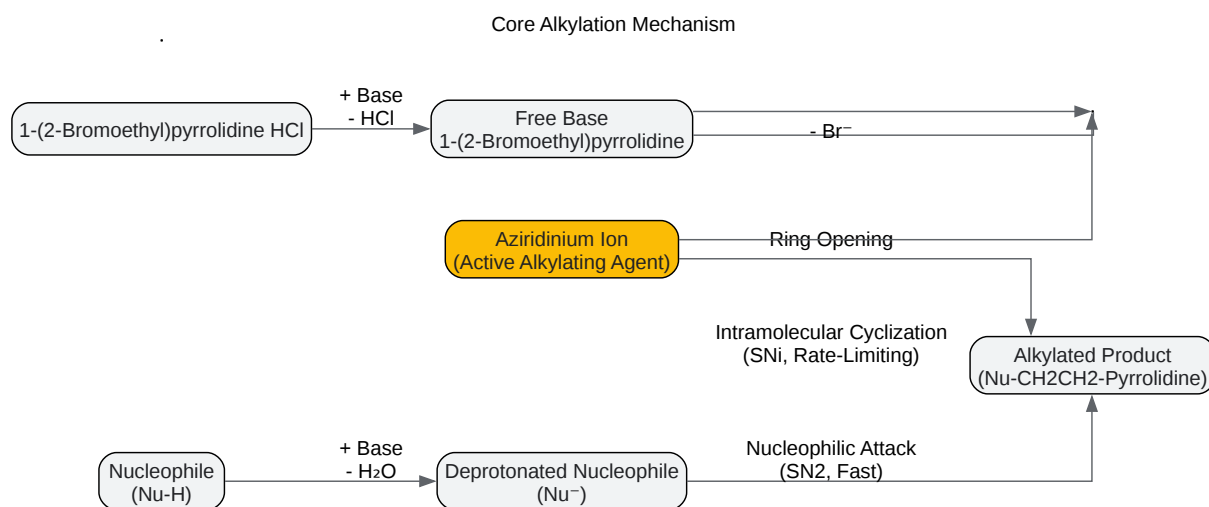 Core Alkylation Mechanism
.
+ Base
- HCl
1-(2-Bromoethyl)pyrrolidine HCl
Free Base
1-(2-Bromoethyl)pyrrolidine
- Br⁻
Aziridinium Ion
(Active Alkylating Agent)
Ring Opening
Intramolecular Cyclization
(SNi, Rate-Limiting)
Alkylated Product
(Nu-CH2CH2-Pyrrolidine)
+ Base
- H₂O
Nucleophile
(Nu-H)
Deprotonated Nucleophile
(Nu⁻)
Nucleophilic Attack
(SN2, Fast)